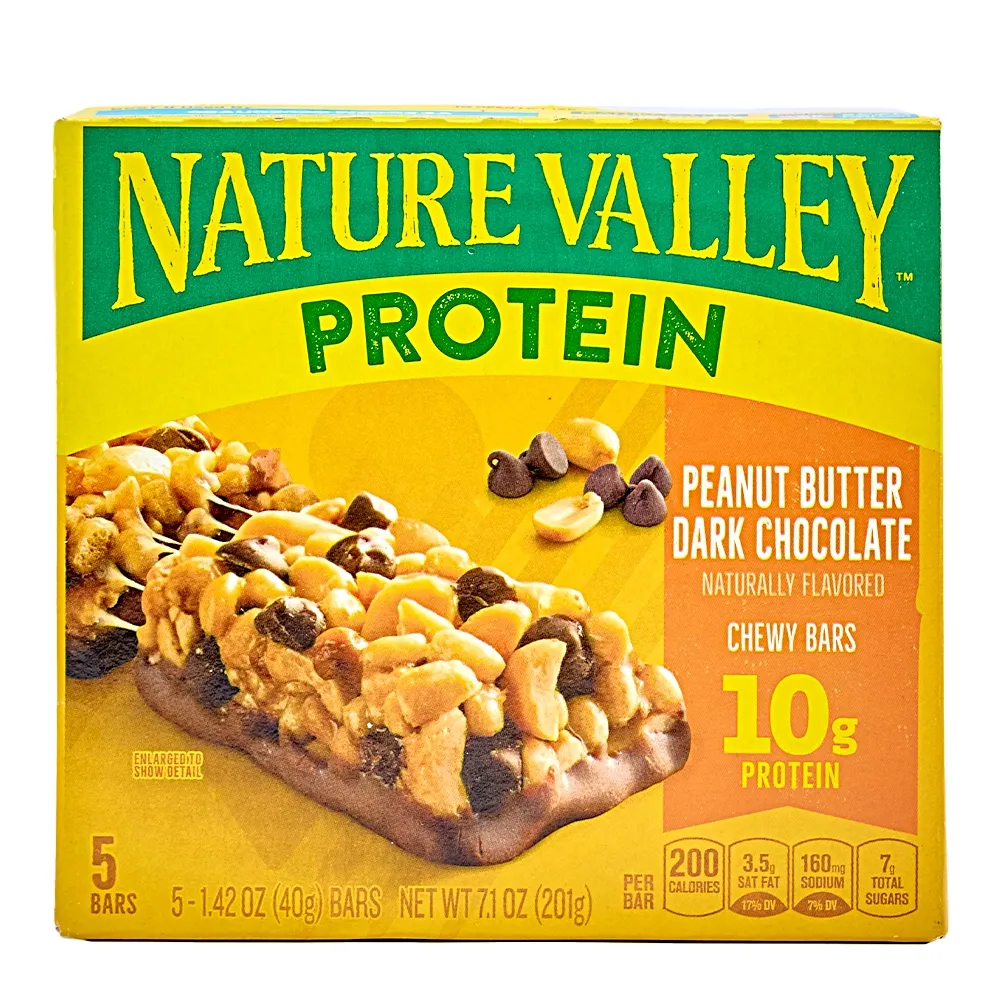 NATURE VALLEY™
PROTEIN
PEANUT BUTTER
DARK CHOCOLATE
NATURALLY FLAVORED
CHEWY BARS
10g
PROTEIN
ENLARGED TO
SHOW DETAIL
5
BARS
5 - 1.42 OZ (40g) BARS NET WT 7.1 OZ (201g)
PER
BAR
200
CALORIES
3.5g
SAT FAT
17% DV
160mg
SODIUM
7% DV
7g
TOTAL
SUGARS